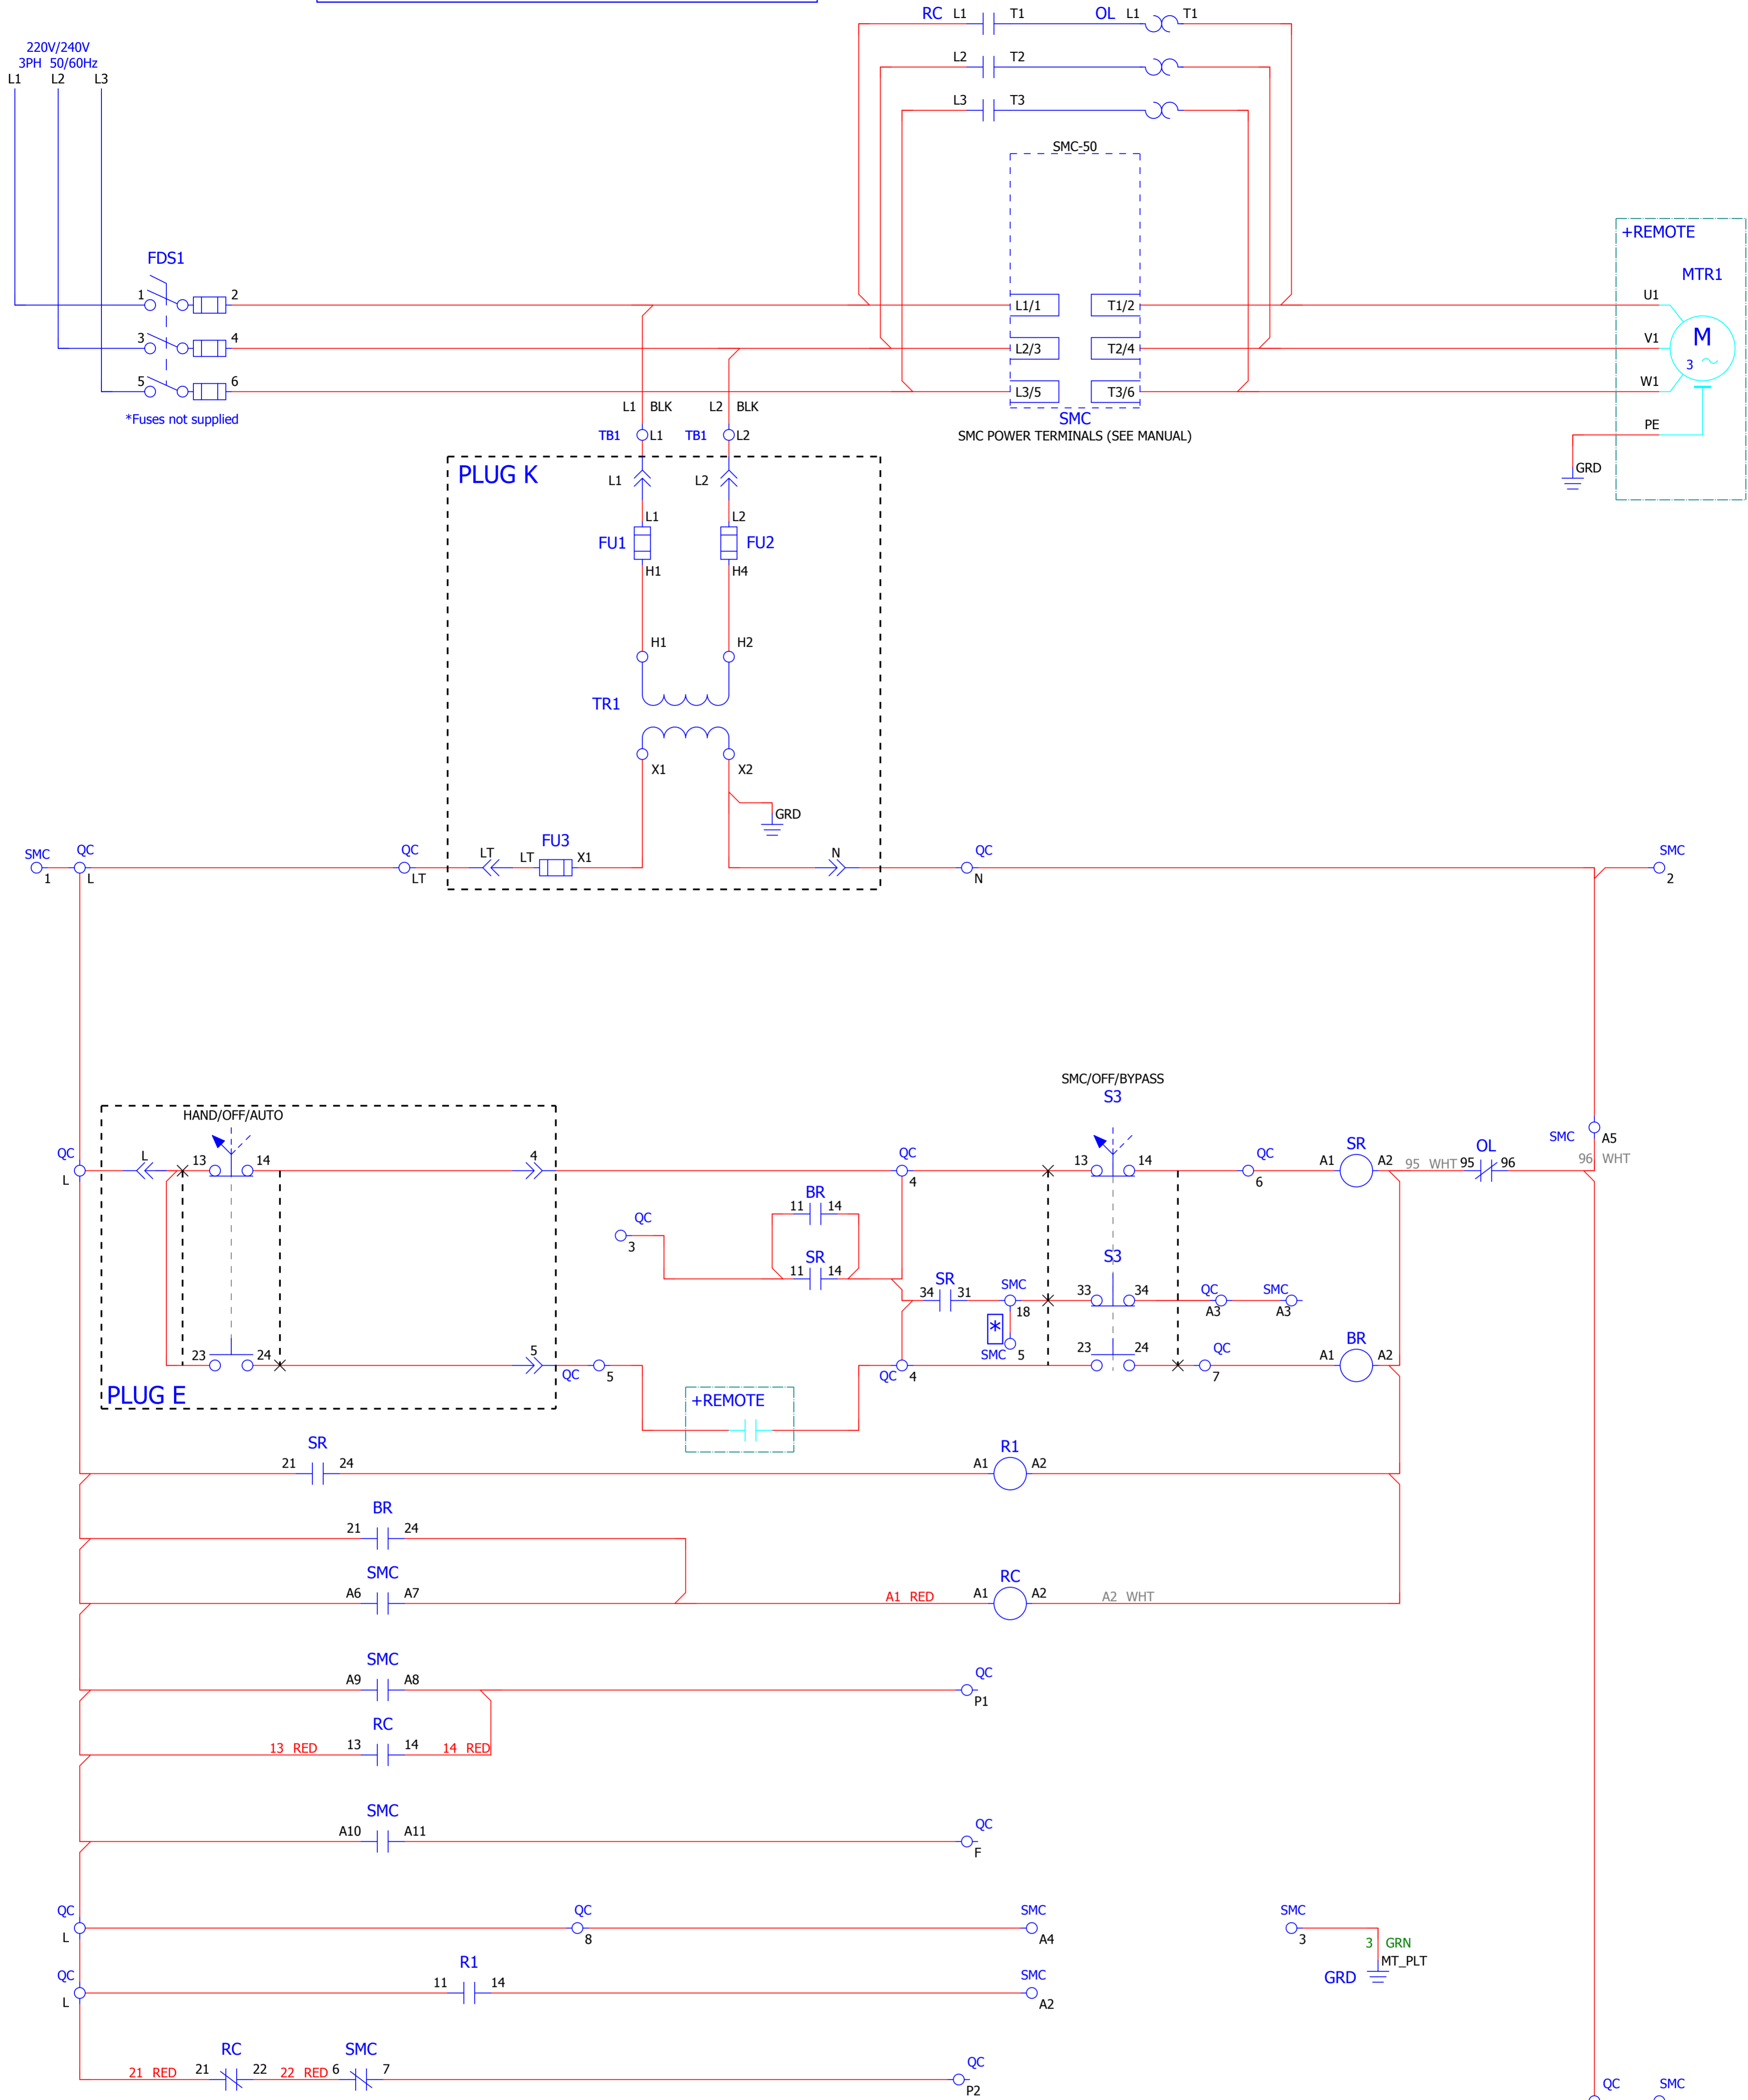 RC L1 T1 OL L1 T1
220V/240V
3PH 50/60Hz
L1 L2 L3
L2 T2
L3 T3
SMC-50
+REMOTE
MTR1
FDS1
1 2
L1/1 T1/2
U1
3 4
L2/3 T2/4
V1
M
3
5 6
L3/5 T3/6
W1
*Fuses not supplied
L1 BLK L2 BLK
SMC
PE
TB1 L1 TB1 L2
SMC POWER TERMINALS (SEE MANUAL)
GRD
PLUG K
L1 L2
L1 L2
FU1 FU2
H1 H4
H1 H2
TR1
X1 X2
GRD
FU3
SMC QC QC LT LT X1 N QC SMC
1 L LT N 2
SMC/OFF/BYPASS
S3
HAND/OFF/AUTO
SMC A5
QC L 13 14 4 QC 13 14 QC SR OL
A1 A2 95 WHT 95 96 96 WHT
L 4 6
BR
11 14
QC
3
SR
11 14
S3
SR
34 31 SMC 33 34 QC SMC
18 A3 A3
*
SMC 5
23 24 5 QC 5 QC 4 23 24 QC 7 BR A1 A2
PLUG E
+REMOTE
SR
21 24
R1
A1 A2
BR
21 24
SMC
A6 A7
A1 RED
RC
A1 A2
A2 WHT
SMC
A9 A8
QC
P1
RC
13 RED 13 14 14 RED
SMC
A10 A11
QC
F
QC QC SMC SMC
L 8 A4 3
3 GRN
MT_PLT
GRD
QC R1 SMC
L 11 14 A2
RC SMC
21 RED 21 22 22 RED 6 7
QC
P2
QC SMC